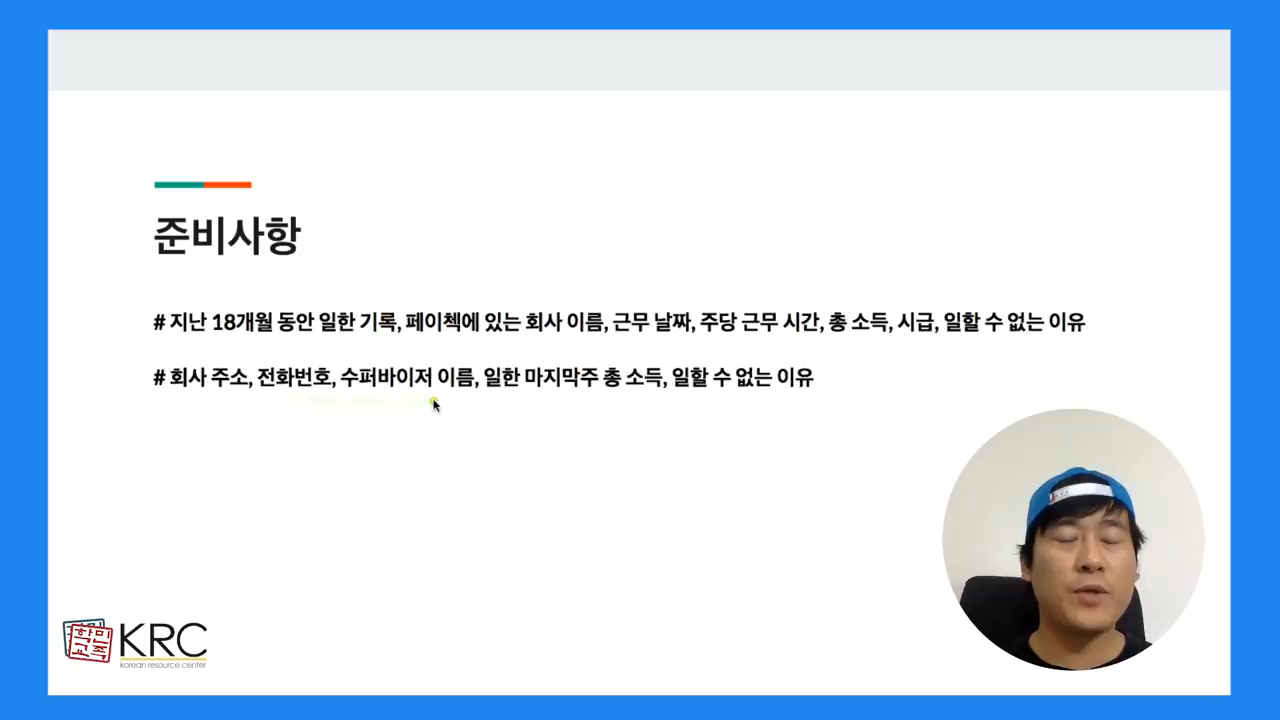 준비사항
# 지난 18개월 동안 일한 기록, 페이첵에 있는 회사 이름, 근무 날짜, 주당 근무 시간, 총 소득, 시급, 일할 수 없는 이유
# 회사 주소, 전화번호, 수퍼바이저 이름, 일한 마지막주 총 소득, 일할 수 없는 이유
KRC
korean resource center